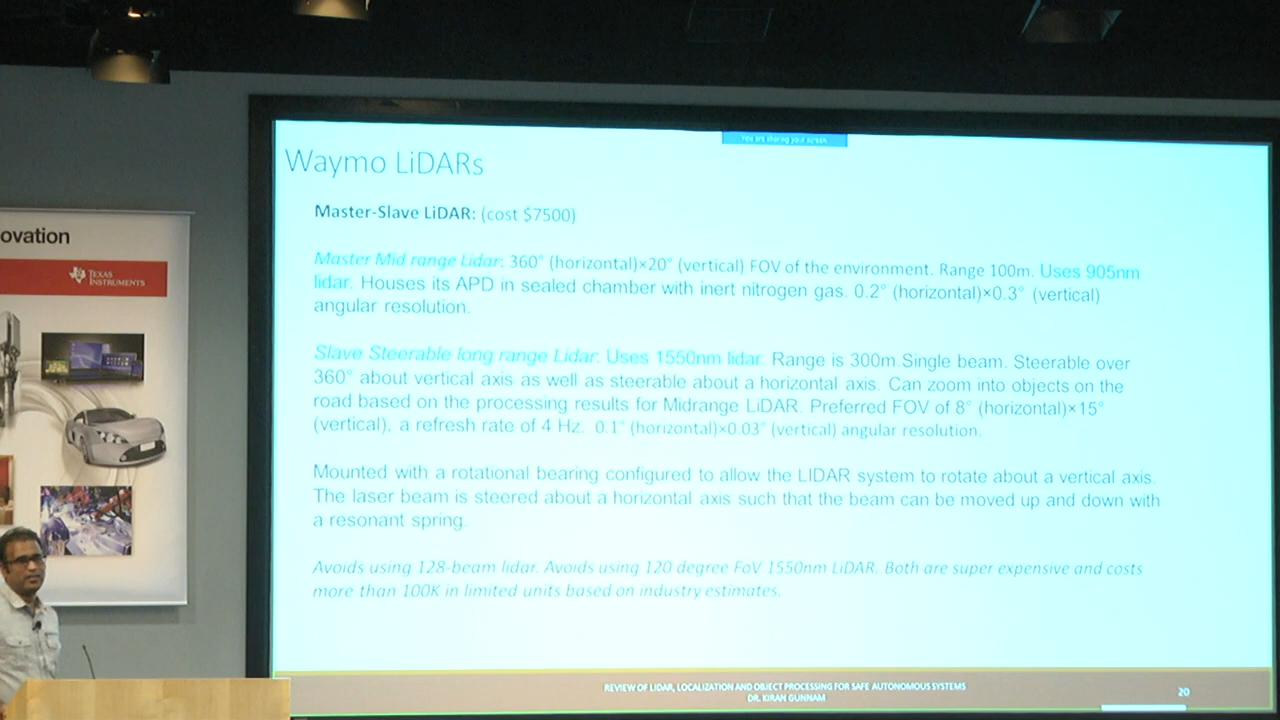 You are sharing your screen
Waymo LiDARs
Master-Slave LiDAR: (cost $7500)
ovation
TEXAS
INSTRUMENTS
Master Mid range Lidar: 360° (horizontal)×20° (vertical) FOV of the environment. Range 100m. Uses 905nm
lidar. Houses its APD in sealed chamber with inert nitrogen gas. 0.2° (horizontal)×0.3° (vertical)
angular resolution.
Slave Steerable long range Lidar: Uses 1550nm lidar. Range is 300m.Single beam. Steerable over
360° about vertical axis as well as steerable about a horizontal axis. Can zoom into objects on the
road based on the processing results for Midrange LiDAR. Preferred FOV of 8° (horizontal)×15°
(vertical), a refresh rate of 4 Hz. 0.1° (horizontal)×0.03° (vertical) angular resolution.
Mounted with a rotational bearing configured to allow the LIDAR system to rotate about a vertical axis.
The laser beam is steered about a horizontal axis such that the beam can be moved up and down with
a resonant spring.
Avoids using 128-beam lidar. Avoids using 120 degree FoV 1550nm LiDAR. Both are super expensive and costs
more than 100K in limited units based on industry estimates.
REVIEW OF LIDAR, LOCALIZATION AND OBJECT PROCESSING FOR SAFE AUTONOMOUS SYSTEMS
DR. KIRAN GUNNAM
20